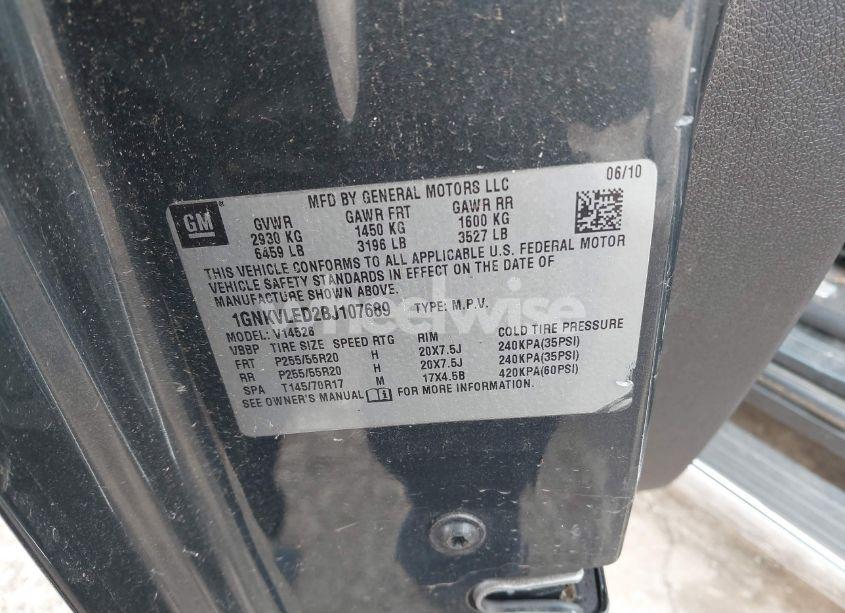 06/10
GM
MFD BY GENERAL MOTORS LLC
GVWR GAWR FRT GAWR RR
2930 KG 1450 KG 1600 KG
6459 LB 3196 LB 3527 LB
THIS VEHICLE CONFORMS TO ALL APPLICABLE U.S. FEDERAL MOTOR
VEHICLE SAFETY STANDARDS IN EFFECT ON THE DATE OF
MANUFACTURE SHOWN ABOVE.
1GNKVLED2BJ107689 TYPE: M.P.V.
MODEL: V14526
VBBP TIRE SIZE SPEED RTG RIM COLD TIRE PRESSURE
FRT P255/55R20 H 20X7.5J 240KPA(35PSI)
RR P255/55R20 H 20X7.5J 240KPA(35PSI)
SPA T145/70R17 M 17X4.5B 420KPA(60PSI)
SEE OWNER'S MANUAL FOR MORE INFORMATION.
wheelwise